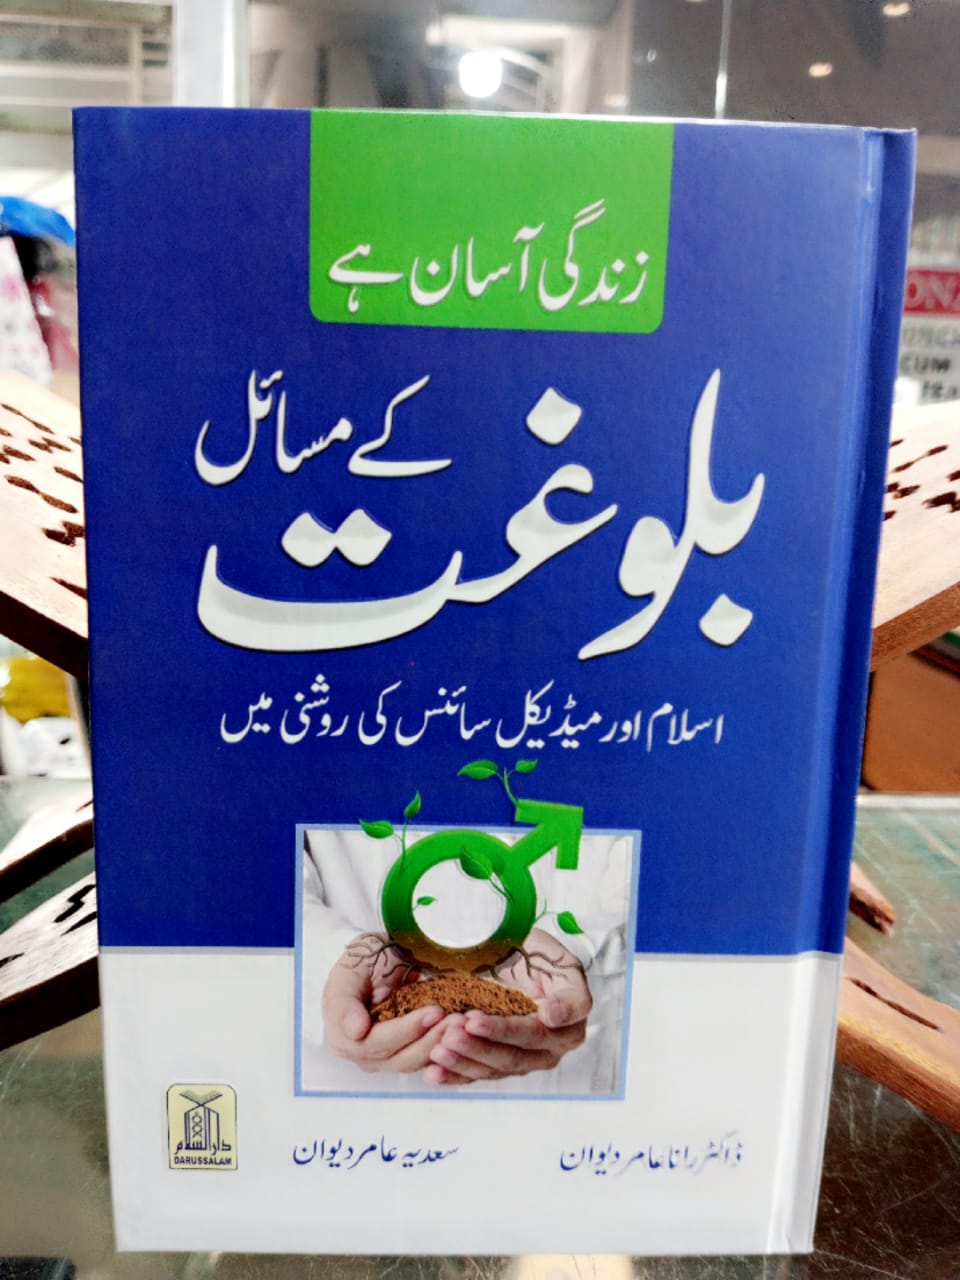 زندگی آسان ہے
بلوغت کے مسائل
اسلام اور میڈیکل سائنس کی روشنی میں
ڈاکٹر رانا عامر دیوان
سعدیہ عامر دیوان
دار السلام
DARUSSALAM
CUM